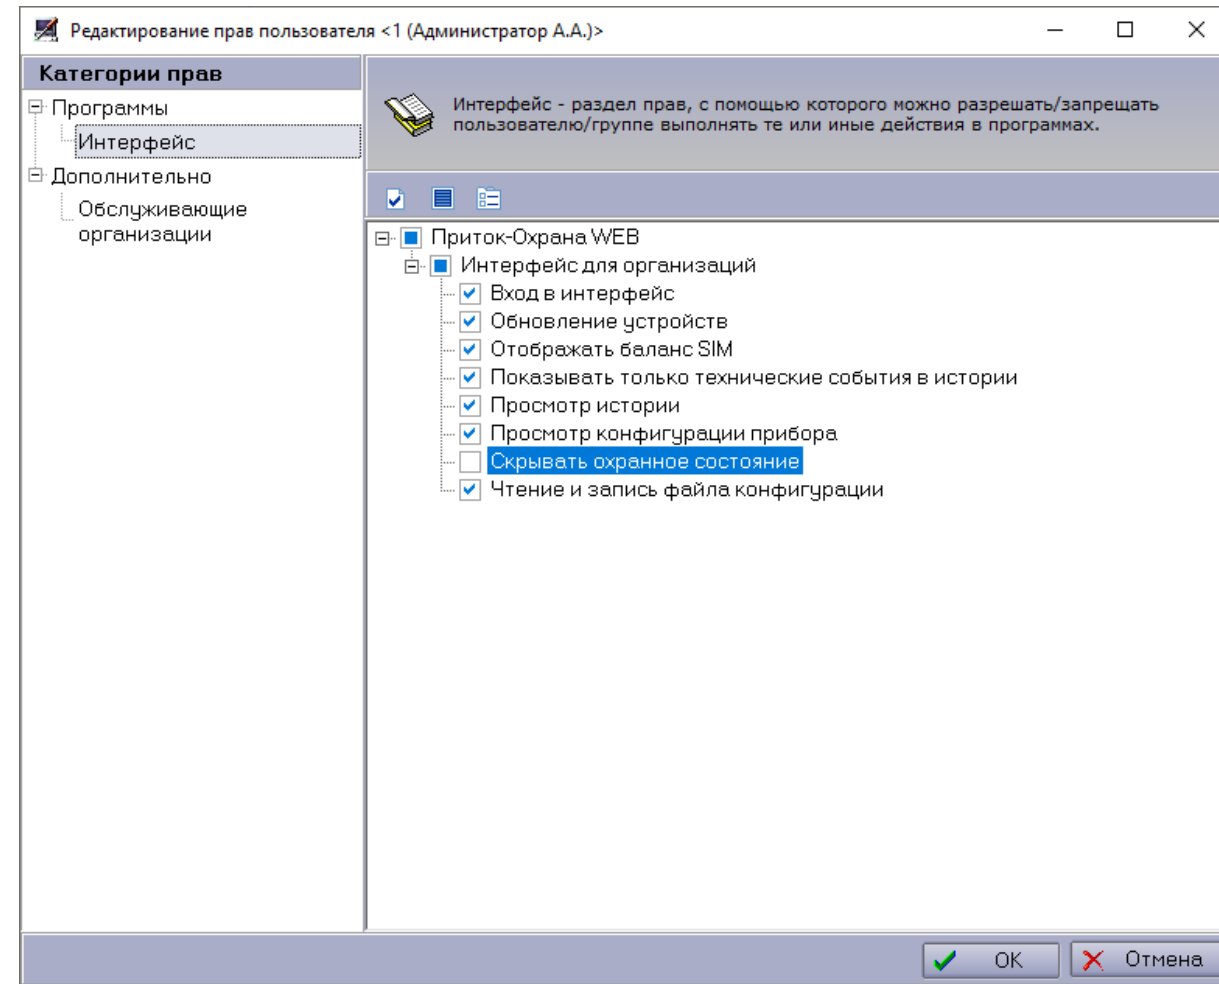 Редактирование прав пользователя <1 (Администратор А.А.)>
Категории прав
Программы
Интерфейс
Дополнительно
Обслуживающие
организации
Интерфейс - раздел прав, с помощью которого можно разрешать/запрещать
пользователю/группе выполнять те или иные действия в программах.
Приток-Охрана WEB
Интерфейс для организаций
Вход в интерфейс
Обновление устройств
Отображать баланс SIM
Показывать только технические события в истории
Просмотр истории
Просмотр конфигурации прибора
Скрывать охранное состояние
Чтение и запись файла конфигурации
OK
Отмена